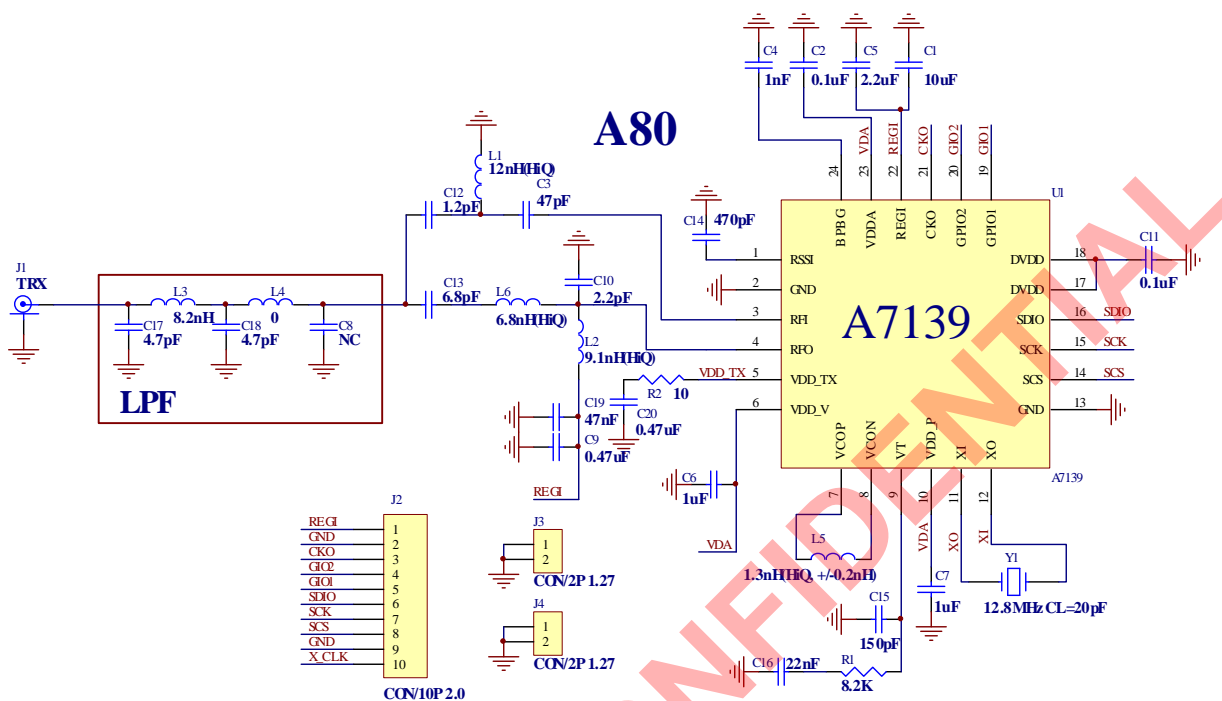 C4
1nF
C2
0.1uF
C5
2.2uF
C1
10uF
A80
VDA
REGI
CKO
GIO2
GIO1
24
23
22
21
20
19
L1
12nH(HiQ)
C12
1.2pF
C3
47pF
C14
470pF
U1
BPBG
VDDA
REGI
CKO
GPIO2
GPIO1
1
RSSI
DVDD
18
C11
0.1uF
2
GND
DVDD
17
3
RFI
SDIO
16
SDIO
4
RFO
SCK
15
SCK
5
VDD_TX
SCS
14
SCS
6
VDD_V
GND
13
A7139
VCOP
VCON
VT
VDD_P
XI
XO
7
8
9
10
11
12
A7139
J1
TRX
L3
8.2nH
L4
0
C17
4.7pF
C18
4.7pF
C8
NC
LPF
C13
6.8pF
L6
6.8nH(HiQ)
C10
2.2pF
L2
9.1nH(HiQ)
VDD_TX
R2
10
C19
47nF
C20
0.47uF
C9
0.47uF
REGI
C6
1uF
VDA
L5
1.3nH(HiQ, +/-0.2nH)
VDA
XO
XI
C7
1uF
Y1
12.8MHz CL=20pF
C15
150pF
C16
22nF
R1
8.2K
J2
REGI
1
GND
2
CKO
3
GIO2
4
GIO1
5
SDIO
6
SCK
7
SCS
8
GND
9
X_CLK
10
CON/10P 2.0
J3
1
2
CON/2P 1.27
J4
1
2
CON/2P 1.27
NFIDENTIAL